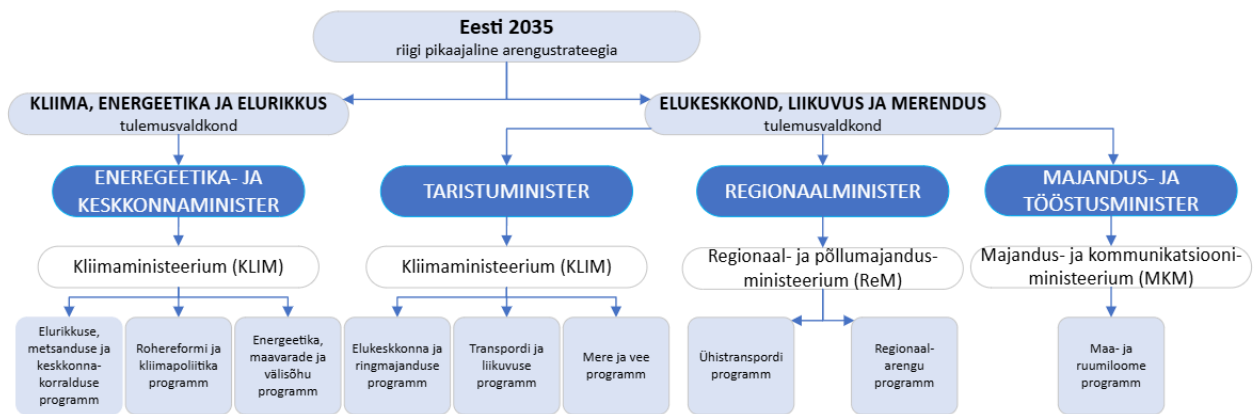 Eesti 2035
riigi pikaajaline arengustrateegia
KLIIMA, ENERGEETIKA JA ELURIKKUS
tulemusvaldkond
ELUKESKKOND, LIIKUVUS JA MERENDUS
tulemusvaldkond
ENEREGEETIKA- JA
KESKKONNAMINISTER
TARISTUMINISTER
REGIONAALMINISTER
MAJANDUS- JA
TÖÖSTUSMINISTER
Kliimaministeerium (KLIM)
Kliimaministeerium (KLIM)
Regionaal- ja põllumajandus-
ministeerium (ReM)
Majandus- ja kommunikatsiooni-
ministeerium (MKM)
Elurikkuse,
metsanduse ja
keskkonna-
korralduse
programm
Rohereformi ja
kliimapoliitika
programm
Energeetika,
maavarade ja
välisõhu
programm
Elukeskkonna ja
ringmajanduse
programm
Transpordi ja
liikuvuse
programm
Mere ja vee
programm
Ühistranspordi
programm
Regionaal-
arengu
programm
Maa- ja
ruumiloome
programm